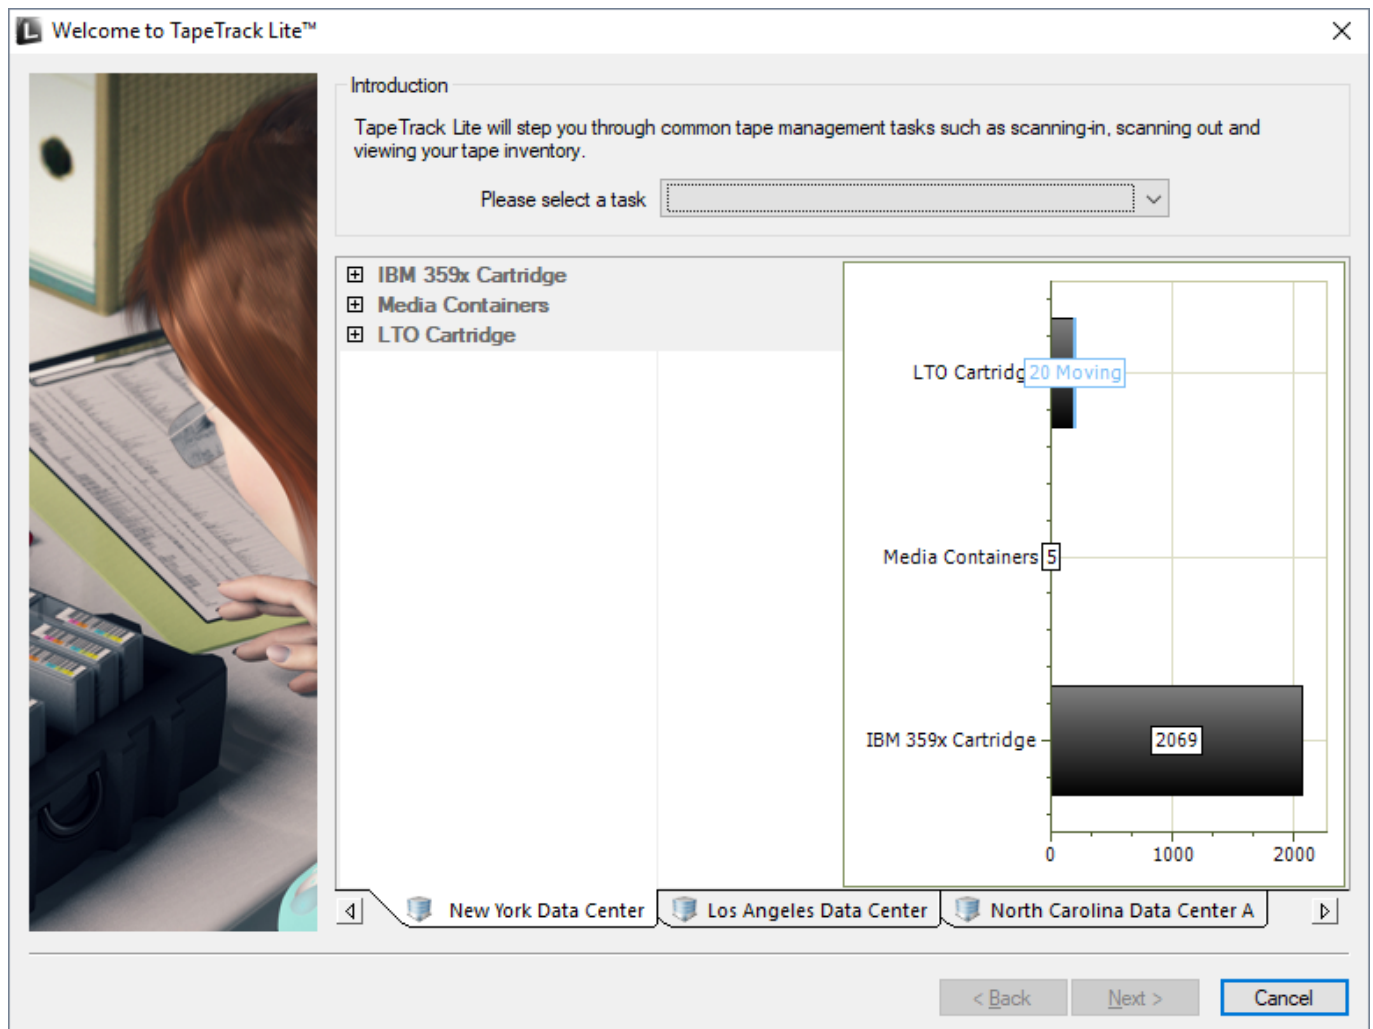 Welcome to TapeTrack Lite™
Introduction
TapeTrack Lite will step you through common tape management tasks such as scanning-in, scanning out and
viewing your tape inventory.
Please select a task
IBM 359x Cartridge
Media Containers
LTO Cartridge
LTO Cartridg
20 Moving
Media Containers
5
IBM 359x Cartridge
2069
0 1000 2000
New York Data Center
Los Angeles Data Center
North Carolina Data Center A
< Back
Next >
Cancel